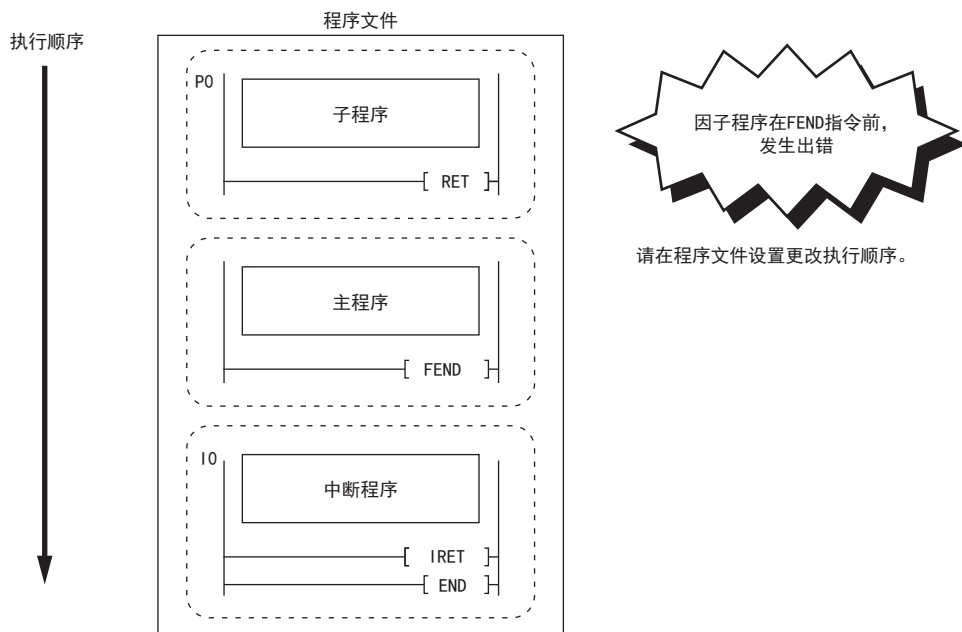 程序文件
执行顺序
P0
子程序
RET
主程序
FEND
I0
中断程序
IRET
END
因子程序在FEND指令前，
发生出错
请在程序文件设置更改执行顺序。